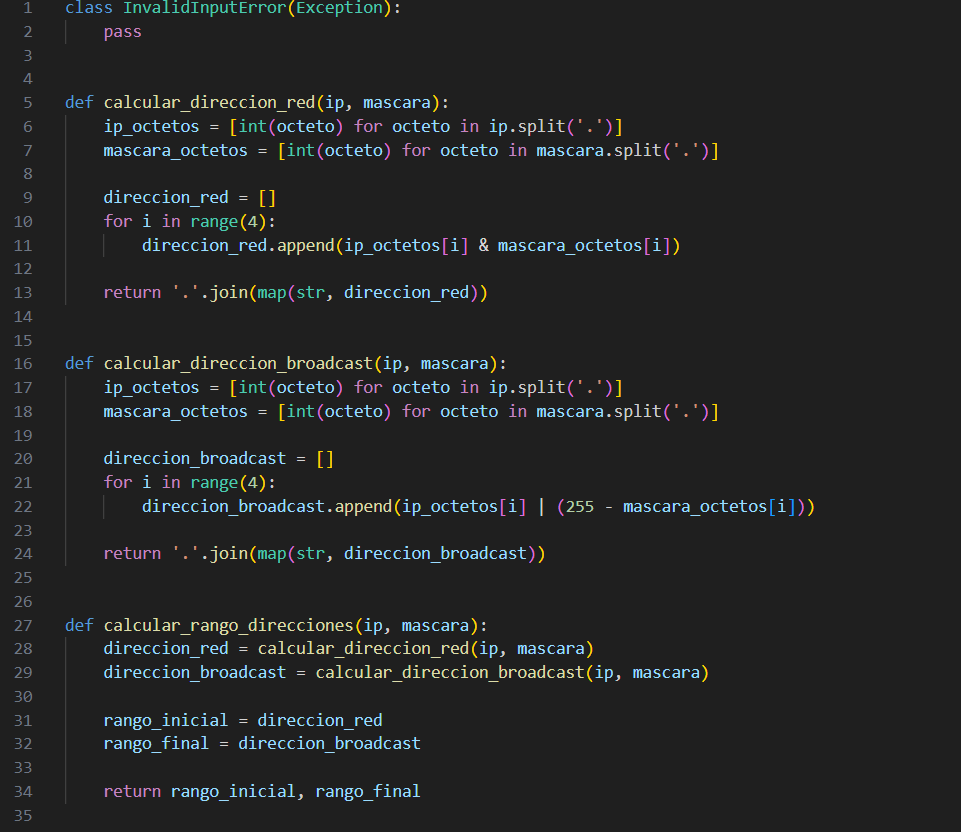 1 class InvalidInputError(Exception):
2     pass
3
4
5 def calcular_direccion_red(ip, mascara):
6     ip_octetos = [int(octeto) for octeto in ip.split('.')]
7     mascara_octetos = [int(octeto) for octeto in mascara.split('.')]
8
9     direccion_red = []
10     for i in range(4):
11         direccion_red.append(ip_octetos[i] & mascara_octetos[i])
12
13     return '.'.join(map(str, direccion_red))
14
15
16 def calcular_direccion_broadcast(ip, mascara):
17     ip_octetos = [int(octeto) for octeto in ip.split('.')]
18     mascara_octetos = [int(octeto) for octeto in mascara.split('.')]
19
20     direccion_broadcast = []
21     for i in range(4):
22         direccion_broadcast.append(ip_octetos[i] | (255 - mascara_octetos[i]))
23
24     return '.'.join(map(str, direccion_broadcast))
25
26
27 def calcular_rango_direcciones(ip, mascara):
28     direccion_red = calcular_direccion_red(ip, mascara)
29     direccion_broadcast = calcular_direccion_broadcast(ip, mascara)
30
31     rango_inicial = direccion_red
32     rango_final = direccion_broadcast
33
34     return rango_inicial, rango_final
35